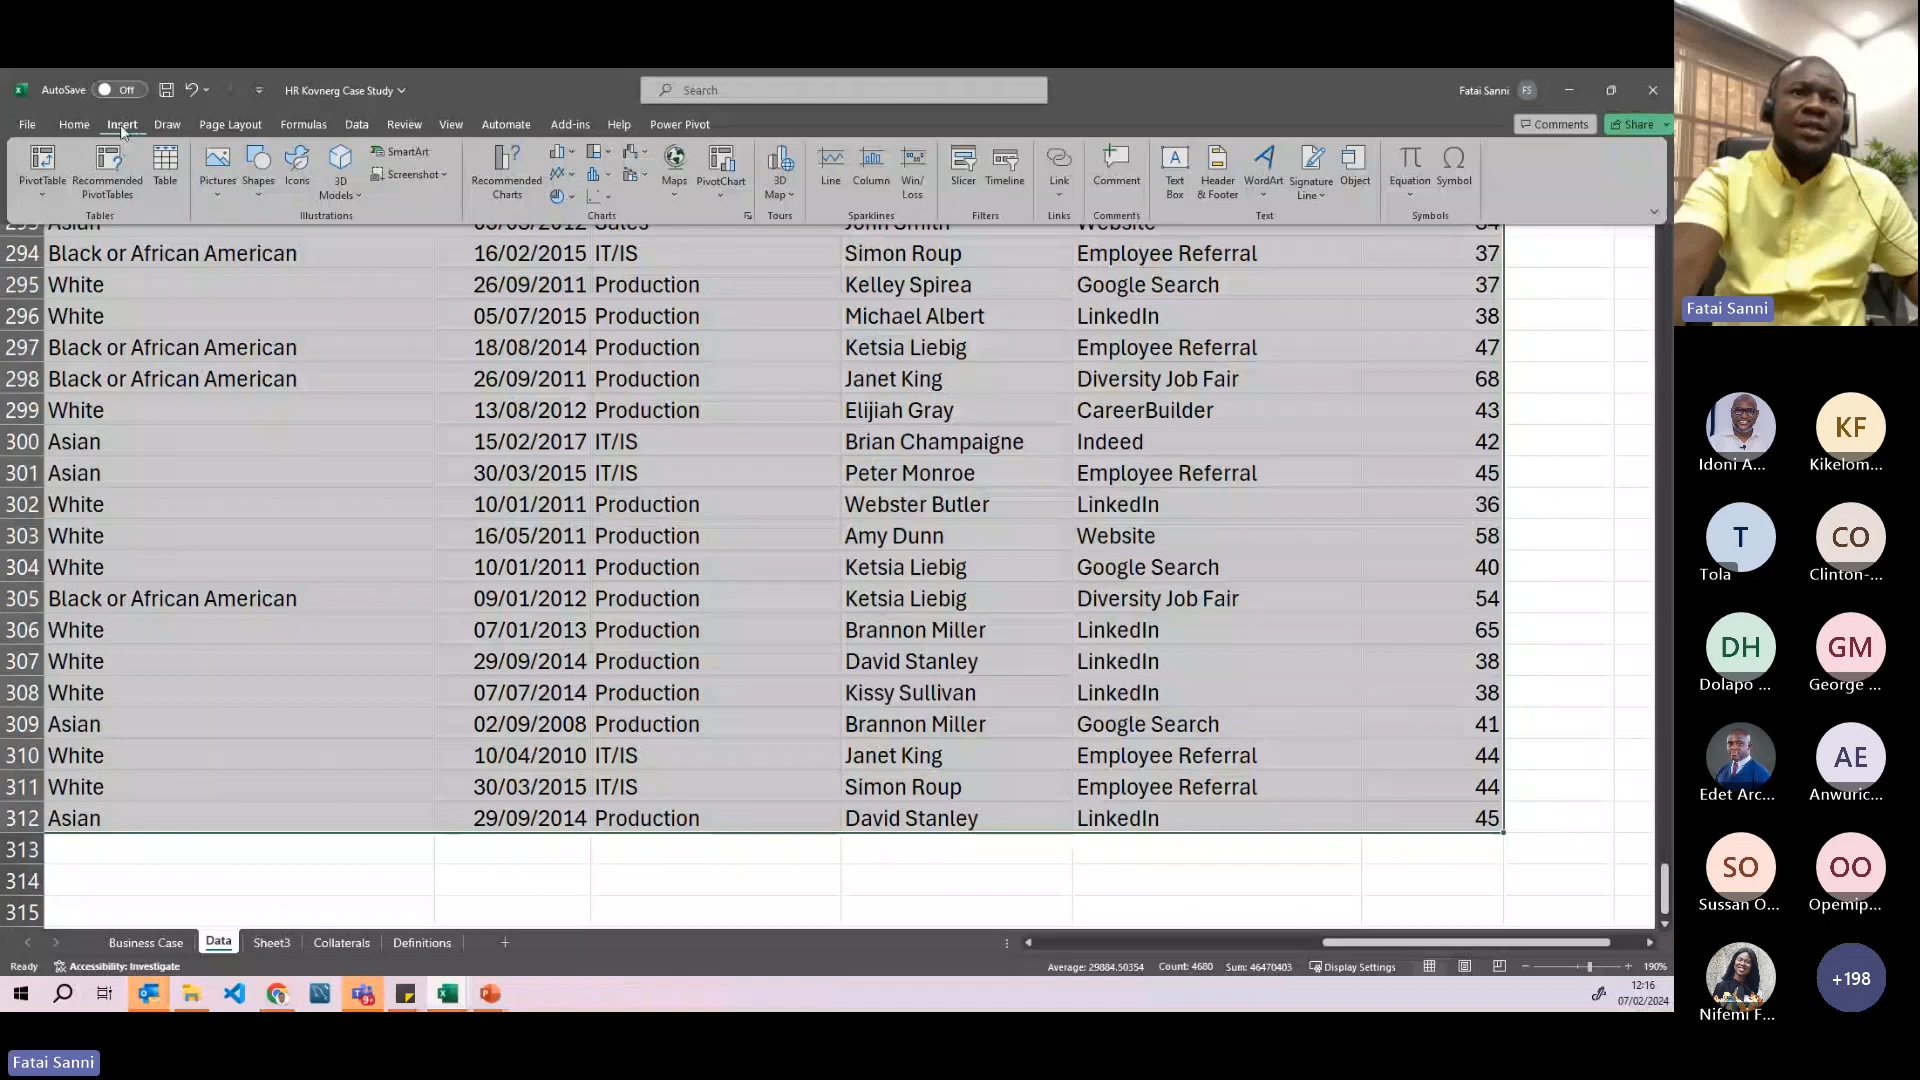 AutoSave Off HR Kovnerg Case Study Search Fatai Sanni FS
File Home Insert Draw Page Layout Formulas Data Review View Automate Add-ins Help Power Pivot Comments Share
PivotTable Recommended PivotTables Table Pictures Shapes Icons 3D Models SmartArt Screenshot Recommended Charts Maps PivotChart 3D Map Line Column Win/Loss Slicer Timeline Link Comment Text Box Header & Footer WordArt Signature Line Object Equation Symbol
Tables Illustrations Charts Tours Sparklines Filters Links Comments Text Symbols
294 Black or African American 16/02/2015 IT/IS Simon Roup Employee Referral 37
295 White 26/09/2011 Production Kelley Spirea Google Search 37
296 White 05/07/2015 Production Michael Albert LinkedIn 38
297 Black or African American 18/08/2014 Production Ketsia Liebig Employee Referral 47
298 Black or African American 26/09/2011 Production Janet King Diversity Job Fair 68
299 White 13/08/2012 Production Elijiah Gray CareerBuilder 43
300 Asian 15/02/2017 IT/IS Brian Champaigne Indeed 42
301 Asian 30/03/2015 IT/IS Peter Monroe Employee Referral 45
302 White 10/01/2011 Production Webster Butler LinkedIn 36
303 White 16/05/2011 Production Amy Dunn Website 58
304 White 10/01/2011 Production Ketsia Liebig Google Search 40
305 Black or African American 09/01/2012 Production Ketsia Liebig Diversity Job Fair 54
306 White 07/01/2013 Production Brannon Miller LinkedIn 65
307 White 29/09/2014 Production David Stanley LinkedIn 38
308 White 07/07/2014 Production Kissy Sullivan LinkedIn 38
309 Asian 02/09/2008 Production Brannon Miller Google Search 41
310 White 10/04/2010 IT/IS Janet King Employee Referral 44
311 White 30/03/2015 IT/IS Simon Roup Employee Referral 44
312 Asian 29/09/2014 Production David Stanley LinkedIn 45
313
314
315
Business Case Data Sheet3 Collaterals Definitions
Ready Accessibility: Investigate Average: 29884.50354 Count: 4680 Sum: 46470403 Display Settings 190%
12:16
07/02/2024
Fatai Sanni
Fatai Sanni
KF
Idoni A... Kikelom...
T CO
Tola Clinton-...
DH GM
Dolapo ... George ...
AE
Edet Arc... Anwuric...
SO OO
Sussan O... Opemip...
+198
Nifemi F...